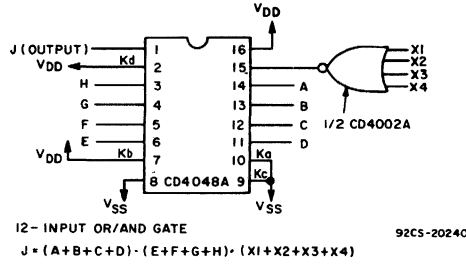 VDD
J (OUTPUT) 1 16
VDD Kd 2 15 X1
X2
X3
X4
H 3 14 A
G 4 13 B
1/2 CD4002A
F 5 12 C
E 6 11 D
VDD Kb 7 10 Ka
8 CD4048A 9 Kc
VSS VSS
12-INPUT OR/AND GATE 92CS-20240
J = (A+B+C+D) · (E+F+G+H) · (X1+X2+X3+X4)